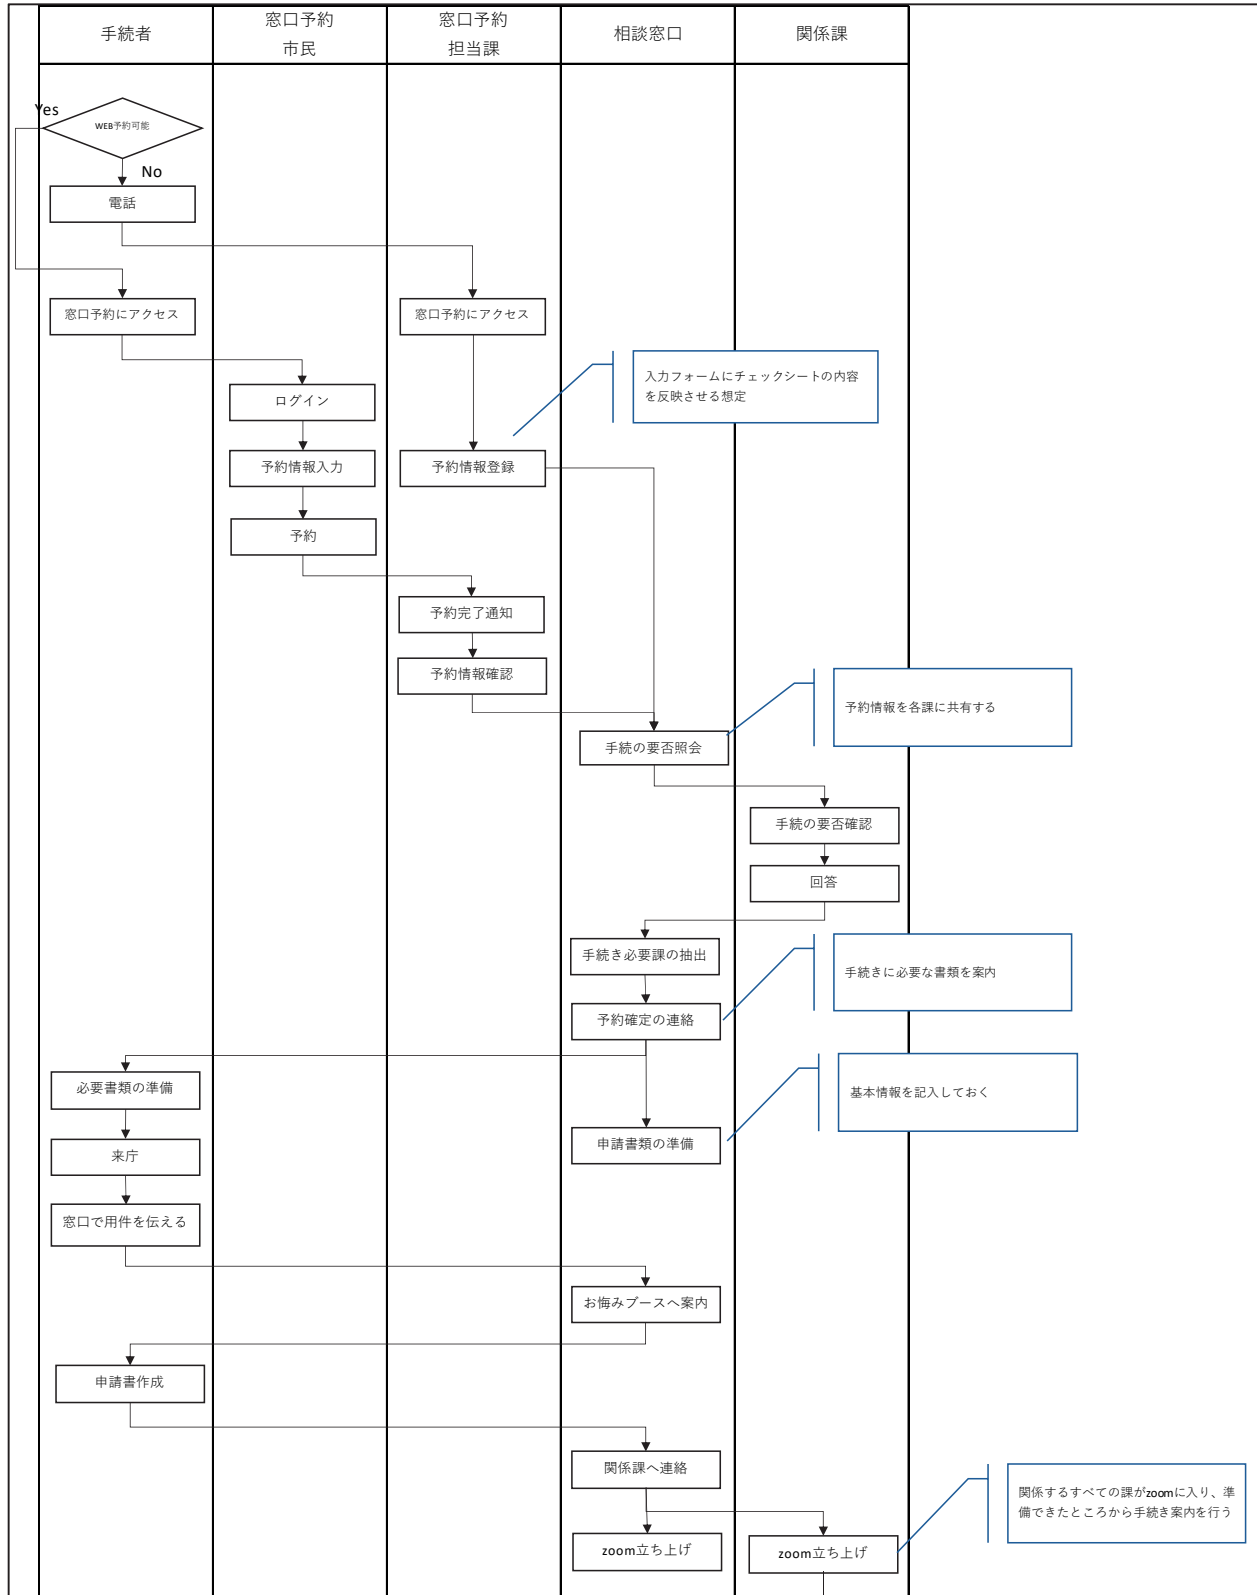 手続者
窓口予約
市民
窓口予約
担当課
相談窓口
関係課
Yes
WEB予約可能
No
電話
窓口予約にアクセス
窓口予約にアクセス
入力フォームにチェックシートの内容
を反映させる想定
ログイン
予約情報入力
予約情報登録
予約
予約完了通知
予約情報確認
予約情報を各課に共有する
手続の要否照会
手続の要否確認
回答
手続き必要課の抽出
手続きに必要な書類を案内
予約確定の連絡
必要書類の準備
基本情報を記入しておく
申請書類の準備
来庁
窓口で用件を伝える
お悔みブースへ案内
申請書作成
関係課へ連絡
関係するすべての課がzoomに入り、準
備できたところから手続き案内を行う
zoom立ち上げ
zoom立ち上げ